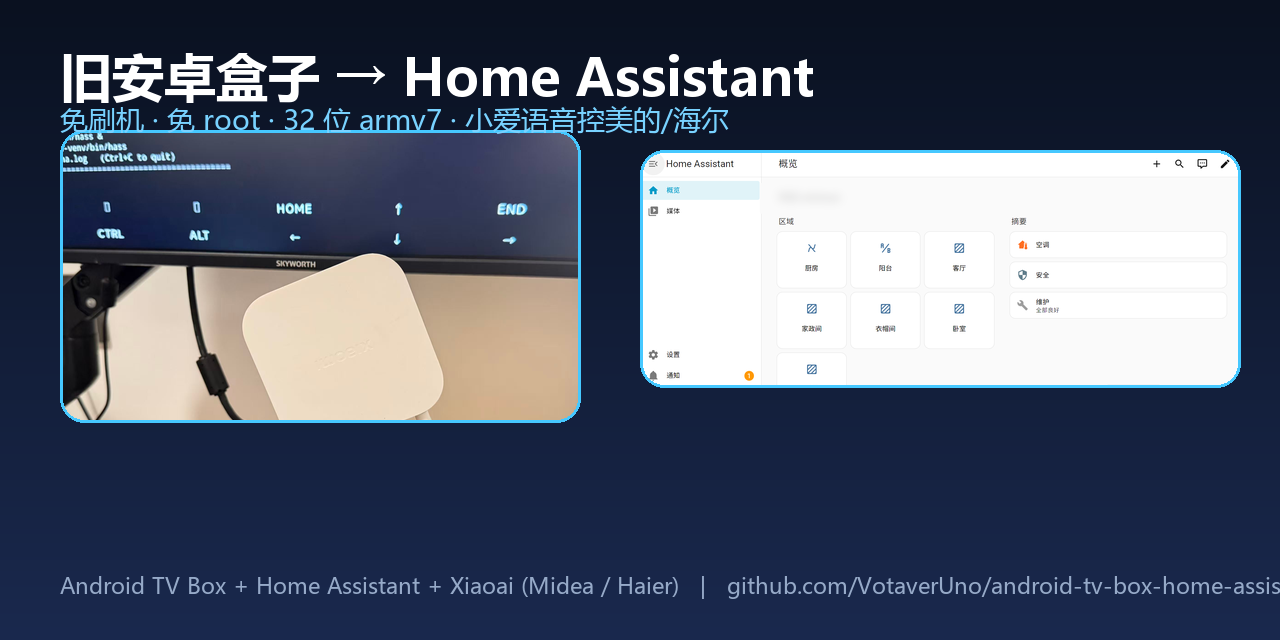 旧安卓盒子 → Home Assistant
免刷机 · 免 root · 32 位 armv7 · 小爱语音控美的/海尔
/hass &
-venv/bin/hass
a.log (Ctrl+C to quit)
HOME ↑ END
CTRL ALT ← ↓ →
SKYWORTH
Home Assistant
概览
概览
媒体
区域
厨房
阳台
客厅
家政间
衣帽间
卧室
摘要
空调
安全
维护
全部良好
设置
通知 1
Android TV Box + Home Assistant + Xiaoai (Midea / Haier) | github.com/VotaverUno/android-tv-box-home-assis